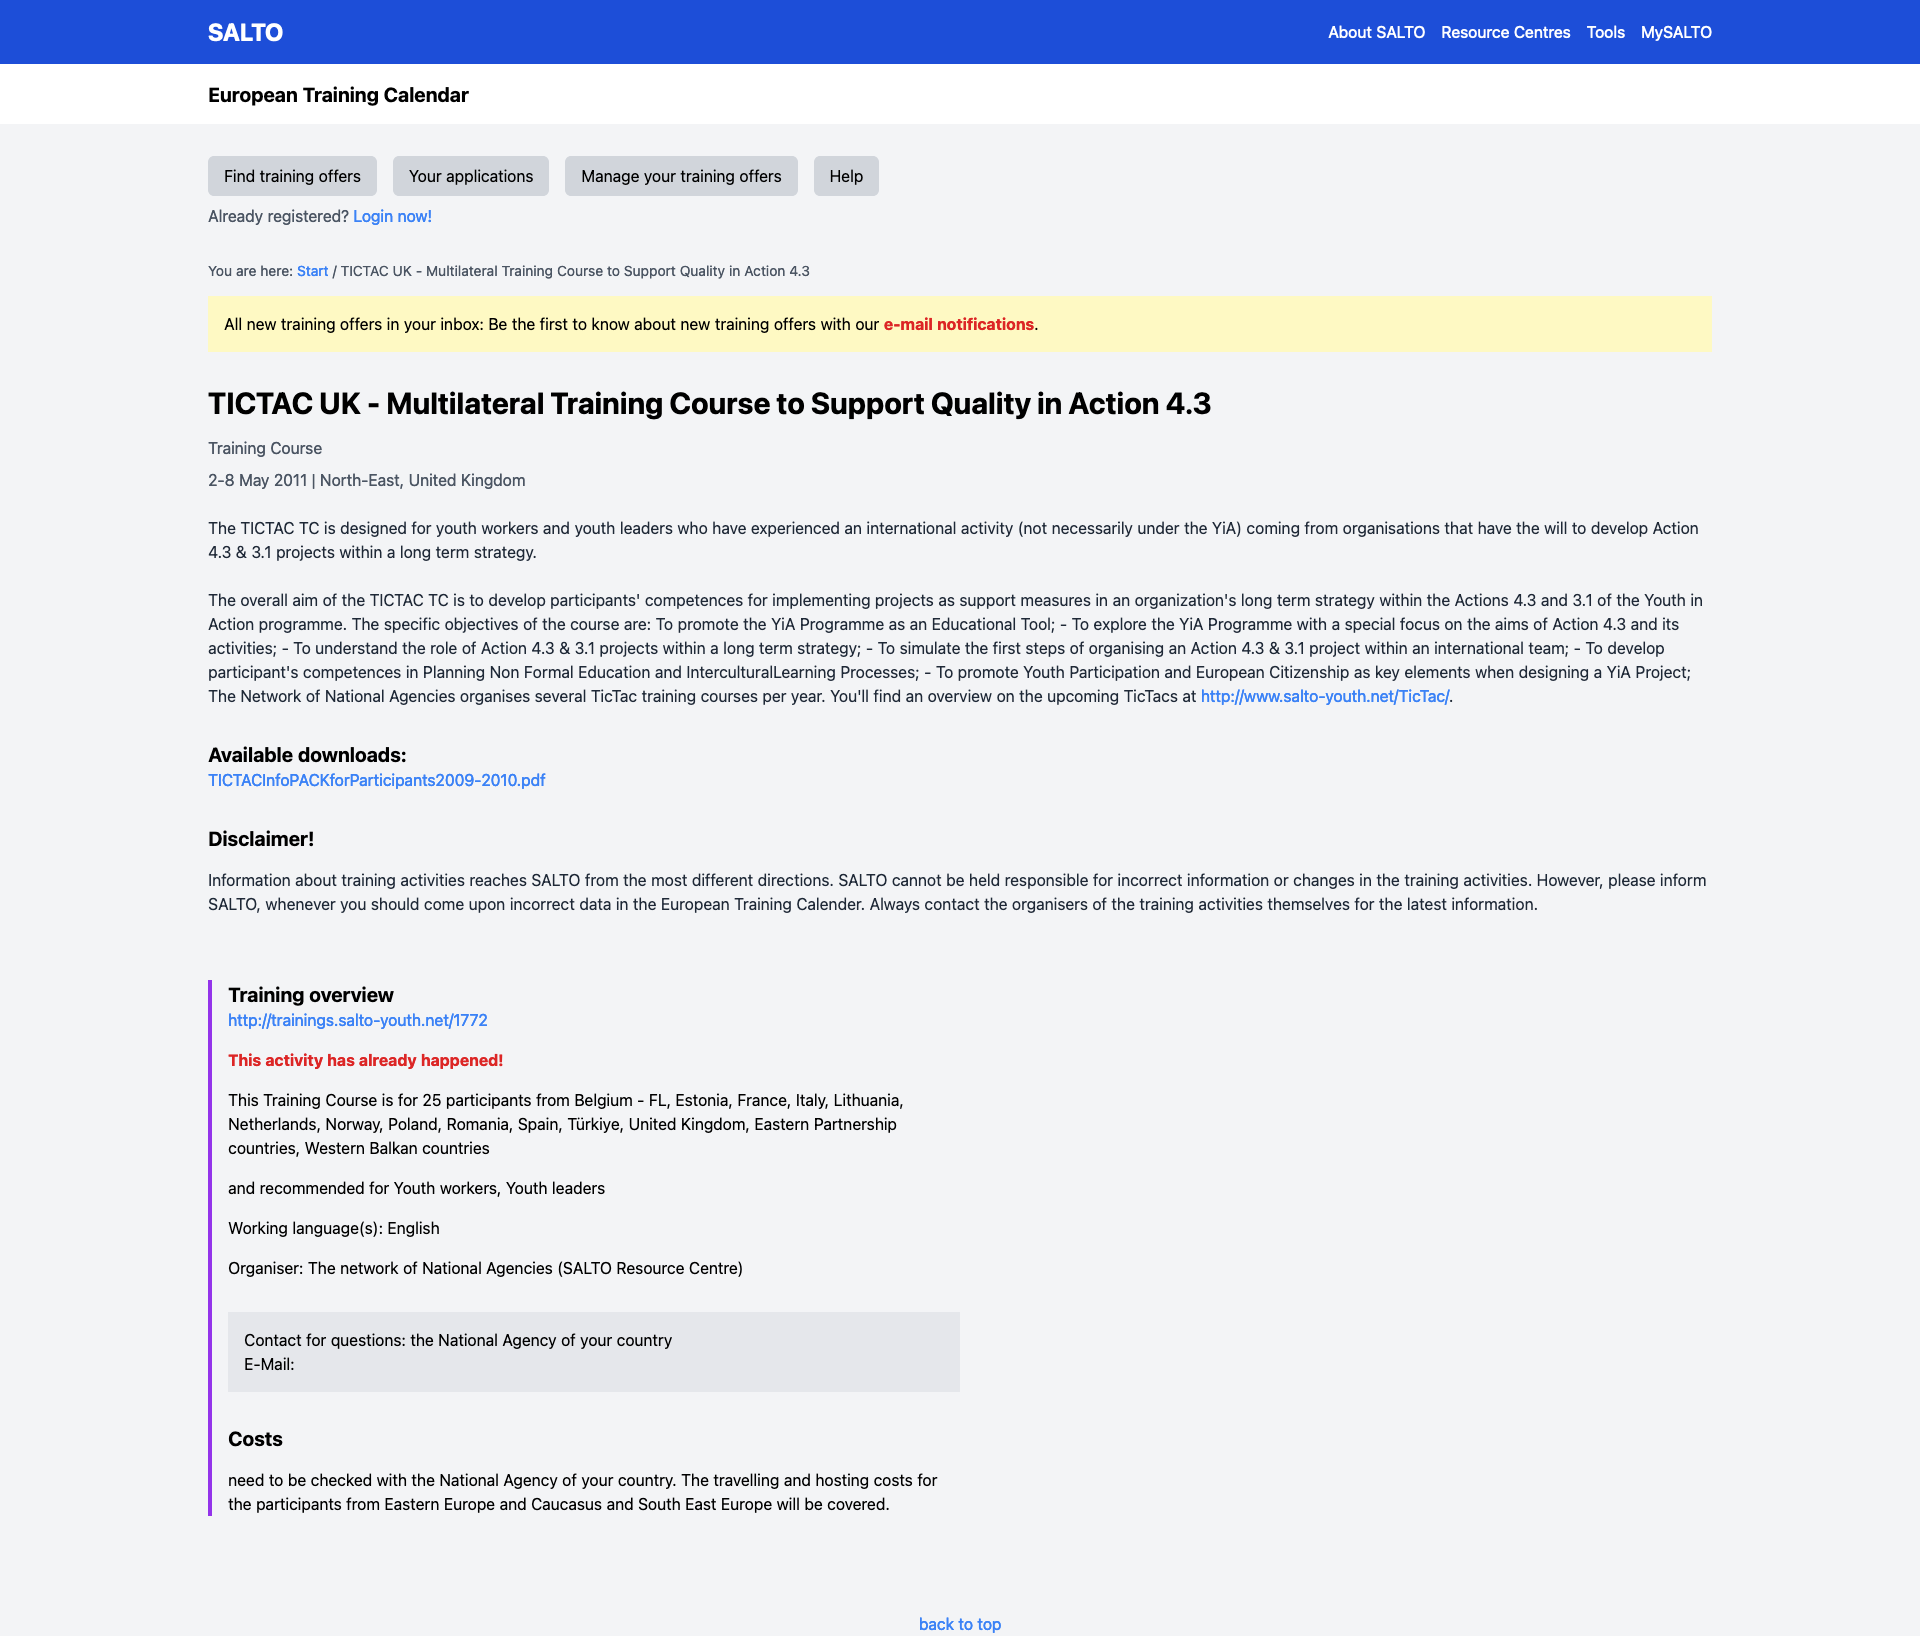 SALTO
About SALTO
Resource Centres
Tools
MySALTO
European Training Calendar
Find training offers
Your applications
Manage your training offers
Help
Already registered? Login now!
You are here: Start / TICTAC UK - Multilateral Training Course to Support Quality in Action 4.3
All new training offers in your inbox: Be the first to know about new training offers with our e-mail notifications.
TICTAC UK - Multilateral Training Course to Support Quality in Action 4.3
Training Course
2-8 May 2011 | North-East, United Kingdom
The TICTAC TC is designed for youth workers and youth leaders who have experienced an international activity (not necessarily under the YiA) coming from organisations that have the will to develop Action
4.3 & 3.1 projects within a long term strategy.
The overall aim of the TICTAC TC is to develop participants' competences for implementing projects as support measures in an organization's long term strategy within the Actions 4.3 and 3.1 of the Youth in
Action programme. The specific objectives of the course are: To promote the YiA Programme as an Educational Tool; - To explore the YiA Programme with a special focus on the aims of Action 4.3 and its
activities; - To understand the role of Action 4.3 & 3.1 projects within a long term strategy; - To simulate the first steps of organising an Action 4.3 & 3.1 project within an international team; - To develop
participant's competences in Planning Non Formal Education and InterculturalLearning Processes; - To promote Youth Participation and European Citizenship as key elements when designing a YiA Project;
The Network of National Agencies organises several TicTac training courses per year. You'll find an overview on the upcoming TicTacs at http://www.salto-youth.net/TicTac/.
Available downloads:
TICTACInfoPACKforParticipants2009-2010.pdf
Disclaimer!
Information about training activities reaches SALTO from the most different directions. SALTO cannot be held responsible for incorrect information or changes in the training activities. However, please inform
SALTO, whenever you should come upon incorrect data in the European Training Calender. Always contact the organisers of the training activities themselves for the latest information.
Training overview
http://trainings.salto-youth.net/1772
This activity has already happened!
This Training Course is for 25 participants from Belgium - FL, Estonia, France, Italy, Lithuania,
Netherlands, Norway, Poland, Romania, Spain, Türkiye, United Kingdom, Eastern Partnership
countries, Western Balkan countries
and recommended for Youth workers, Youth leaders
Working language(s): English
Organiser: The network of National Agencies (SALTO Resource Centre)
Contact for questions: the National Agency of your country
E-Mail:
Costs
need to be checked with the National Agency of your country. The travelling and hosting costs for
the participants from Eastern Europe and Caucasus and South East Europe will be covered.
back to top